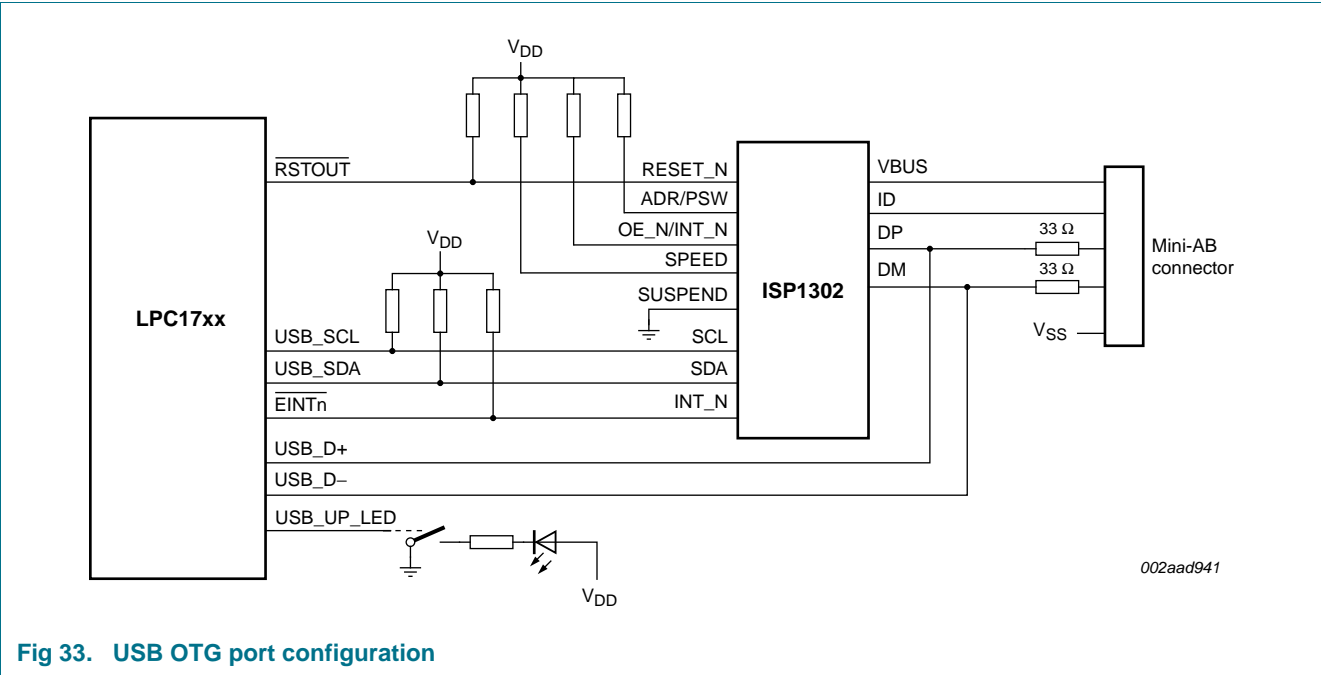 VDD
RSTOUT
RESET_N
VBUS
ADR/PSW
ID
OE_N/INT_N
DP
33 Ω
VDD
SPEED
DM
33 Ω
Mini-AB
connector
LPC17xx
SUSPEND
ISP1302
VSS
USB_SCL
SCL
USB_SDA
SDA
EINTn
INT_N
USB_D+
USB_D−
USB_UP_LED
VDD
002aad941
Fig 33. USB OTG port configuration